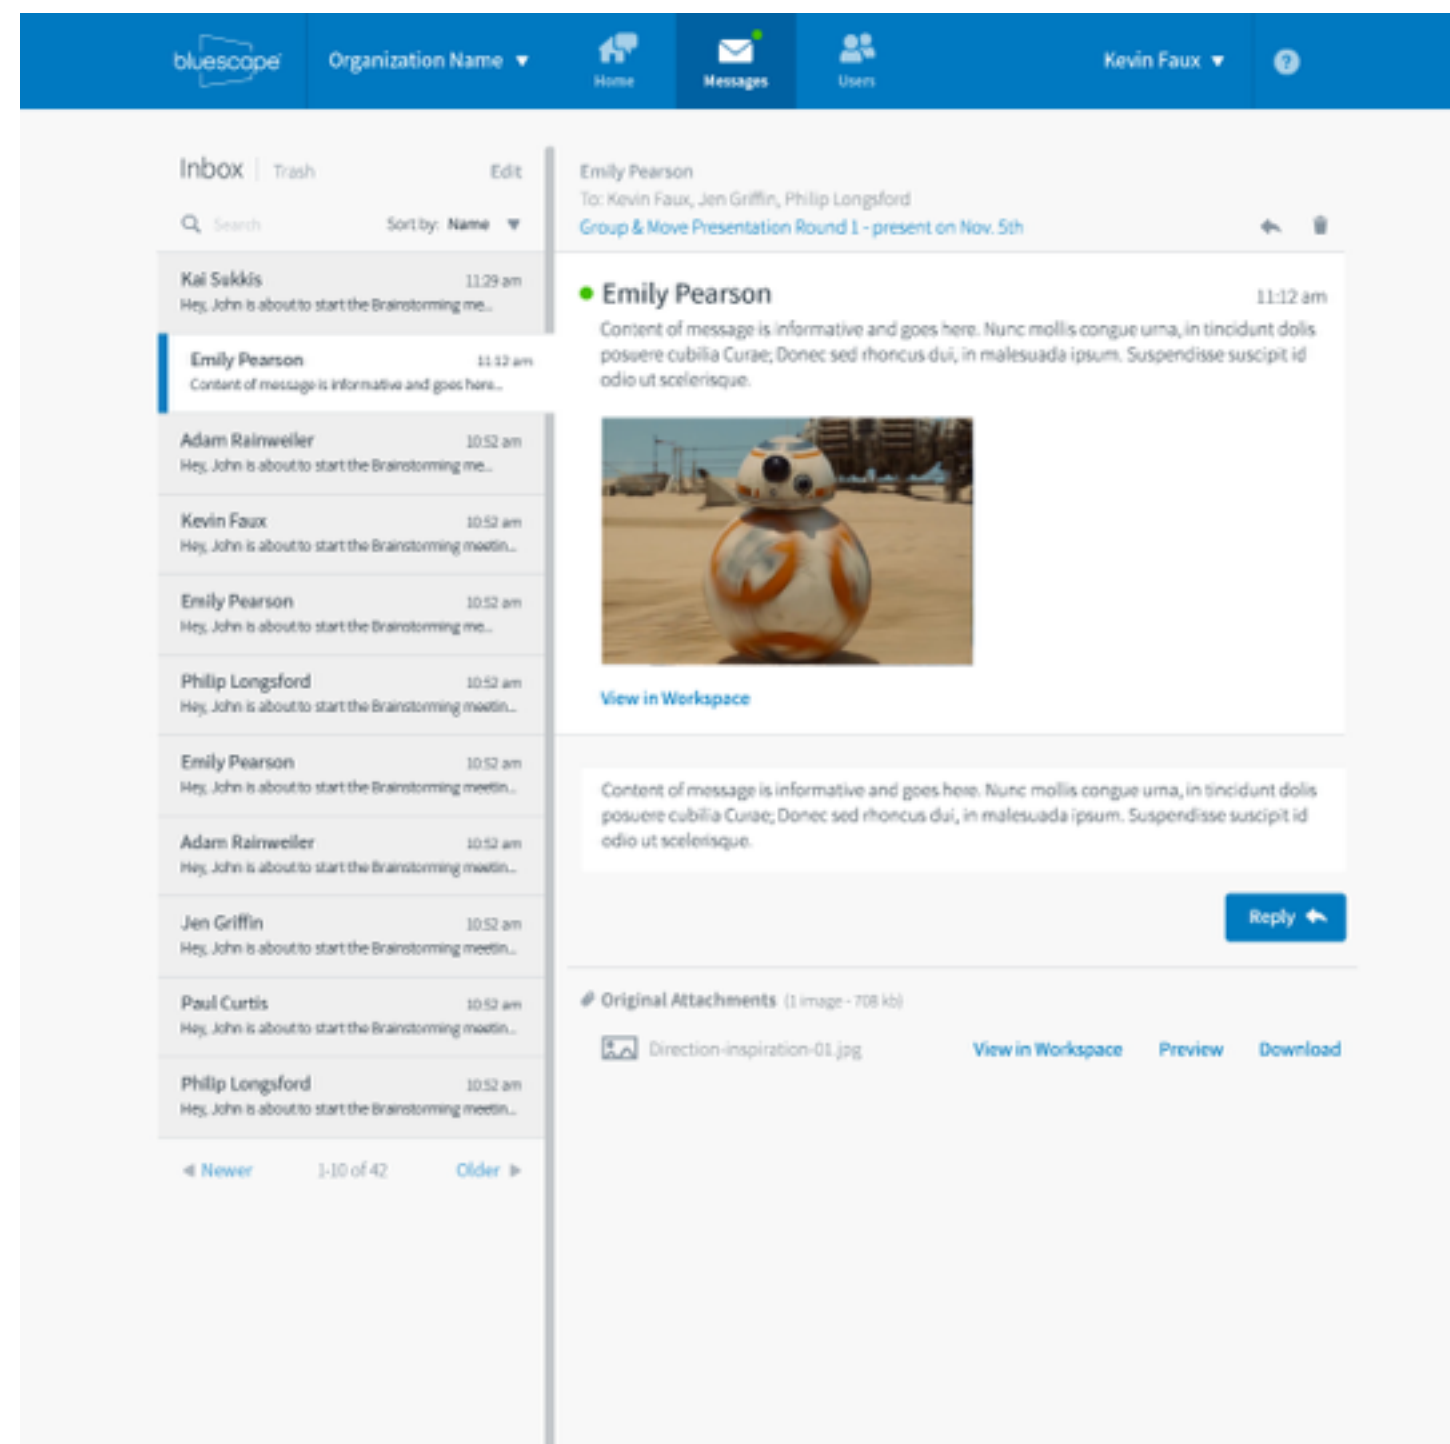 bluescape
Organization Name
Home
Messages
Users
Kevin Faux
?
Inbox
Trash
Edit
Search
Sort by: Name
Kai Sukkis
11:29 am
Hey, John is about to start the Brainstorming me...
Emily Pearson
11:12 am
Content of message is informative and goes here...
Adam Rainweiler
10:52 am
Hey, John is about to start the Brainstorming me...
Kevin Faux
10:52 am
Hey, John is about to start the Brainstorming meetin...
Emily Pearson
10:52 am
Hey, John is about to start the Brainstorming me...
Philip Longsford
10:52 am
Hey, John is about to start the Brainstorming meetin...
Emily Pearson
10:52 am
Hey, John is about to start the Brainstorming meetin...
Adam Rainweiler
10:52 am
Hey, John is about to start the Brainstorming meetin...
Jen Griffin
10:52 am
Hey, John is about to start the Brainstorming meetin...
Paul Curtis
10:52 am
Hey, John is about to start the Brainstorming meetin...
Philip Longsford
10:52 am
Hey, John is about to start the Brainstorming meetin...
Newer
1-10 of 42
Older
Emily Pearson
To: Kevin Faux, Jen Griffin, Philip Longsford
Group & Move Presentation Round 1 - present on Nov. 5th
Emily Pearson
11:12 am
Content of message is informative and goes here. Nunc mollis congue urna, in tincidunt dolis
posuere cubilia Curae; Donec sed rhoncus dui, in malesuada ipsum. Suspendisse suscipit id
odio ut scelerisque.
View in Workspace
Content of message is informative and goes here. Nunc mollis congue urna, in tincidunt dolis
posuere cubilia Curae; Donec sed rhoncus dui, in malesuada ipsum. Suspendisse suscipit id
odio ut scelerisque.
Reply
Original Attachments (1 image - 708 kb)
Direction-inspiration-01.jpg
View in Workspace
Preview
Download